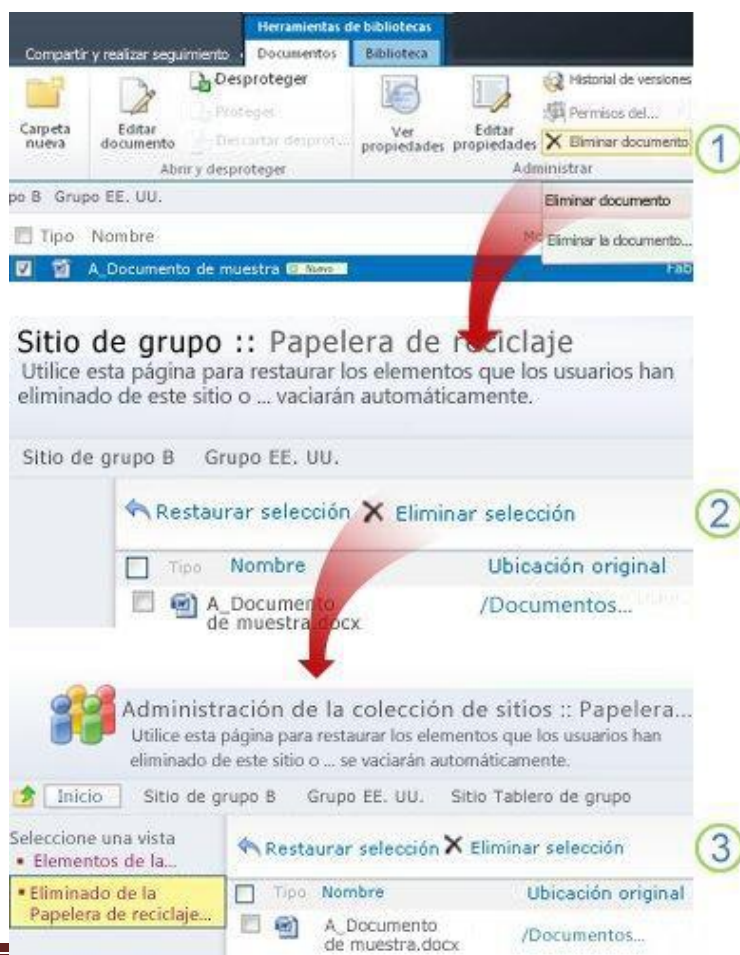 Herramientas de bibliotecas
Compartir y realizar seguimiento Documentos Biblioteca
Carpeta nueva
Editar documento
Desproteger
Proteger
Descartar desprot...
Abrir y desproteger
Ver propiedades
Editar propiedades
Historial de versiones
Permisos del...
Eliminar documento
Administrar
1
po B Grupo EE. UU.
Eliminar documento
Eliminar la documento...
Tipo Nombre
A_Documento de muestra Nuevo Fab
Sitio de grupo :: Papelera de reciclaje
Utilice esta página para restaurar los elementos que los usuarios han
eliminado de este sitio o ... vaciarán automáticamente.
Sitio de grupo B Grupo EE. UU.
Restaurar selección Eliminar selección
2
Tipo Nombre Ubicación original
A_Documento
de muestra.docx
/Documentos...
Administración de la colección de sitios :: Papelera...
Utilice esta página para restaurar los elementos que los usuarios han
eliminado de este sitio o ... se vaciarán automáticamente.
Inicio Sitio de grupo B Grupo EE. UU. Sitio Tablero de grupo
Seleccione una vista
Elementos de la...
Eliminado de la
Papelera de reciclaje...
Restaurar selección Eliminar selección
3
Tipo Nombre Ubicación original
A_Documento
de muestra.docx
/Documentos...